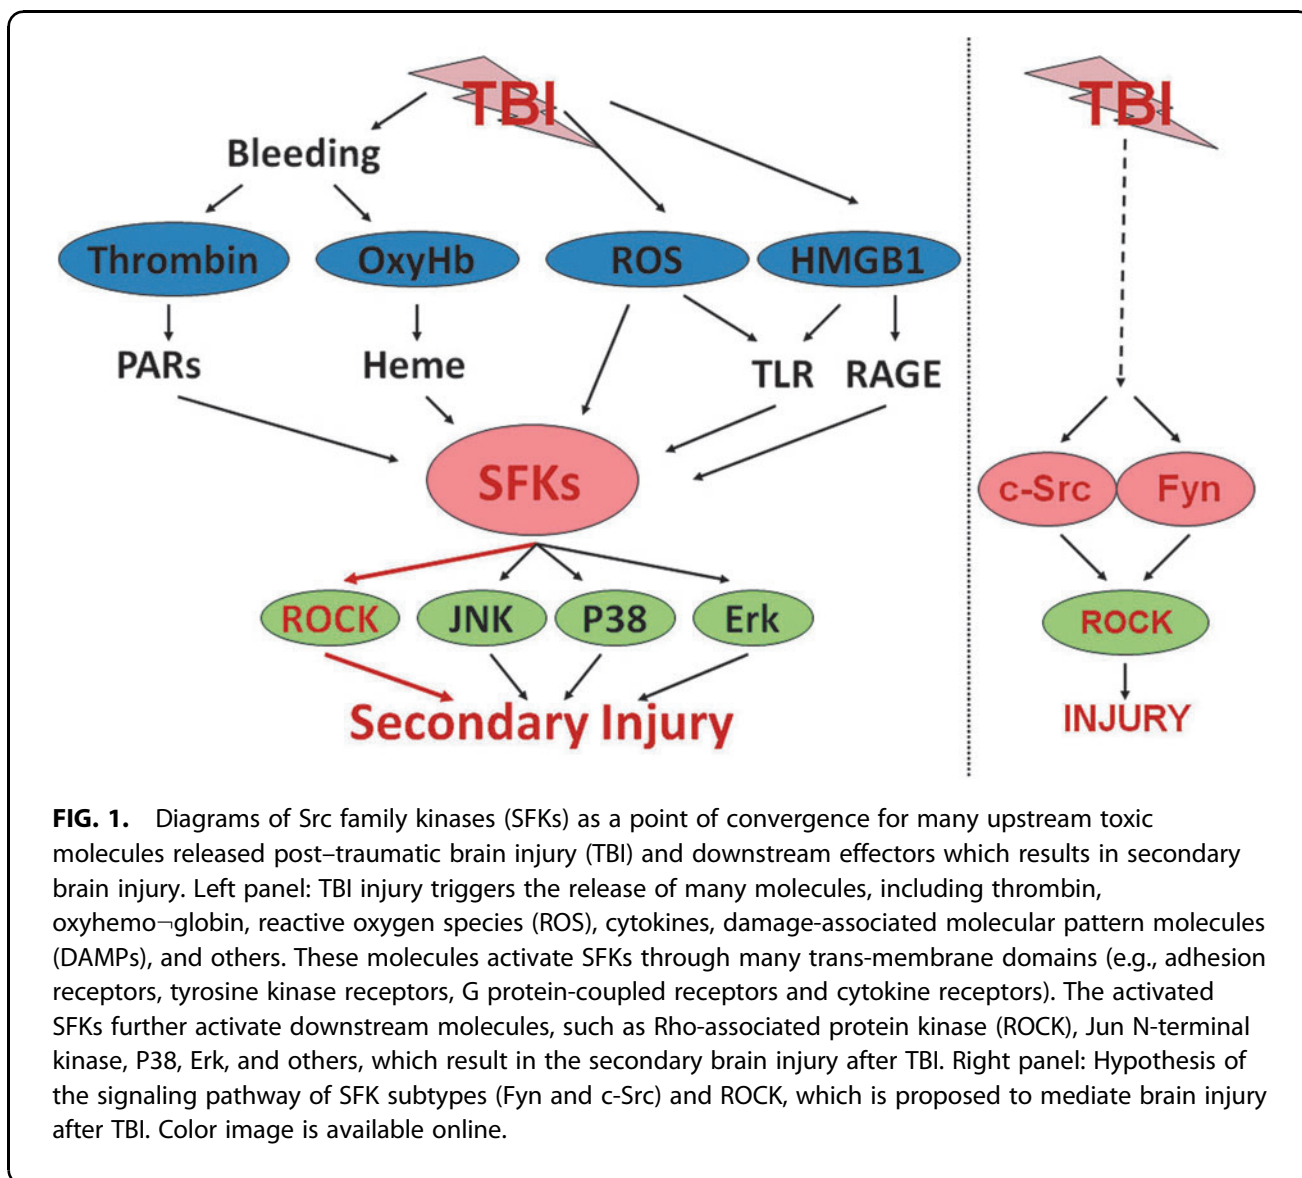 TBI
Bleeding
Thrombin OxyHb ROS HMGB1
PARs Heme TLR RAGE
SFKs
ROCK JNK P38 Erk
Secondary Injury
TBI
c-Src Fyn
ROCK
INJURY
FIG. 1. Diagrams of Src family kinases (SFKs) as a point of convergence for many upstream toxic
molecules released post–traumatic brain injury (TBI) and downstream effectors which results in secondary
brain injury. Left panel: TBI injury triggers the release of many molecules, including thrombin,
oxyhemo¬globin, reactive oxygen species (ROS), cytokines, damage-associated molecular pattern molecules
(DAMPs), and others. These molecules activate SFKs through many trans-membrane domains (e.g., adhesion
receptors, tyrosine kinase receptors, G protein-coupled receptors and cytokine receptors). The activated
SFKs further activate downstream molecules, such as Rho-associated protein kinase (ROCK), Jun N-terminal
kinase, P38, Erk, and others, which result in the secondary brain injury after TBI. Right panel: Hypothesis of
the signaling pathway of SFK subtypes (Fyn and c-Src) and ROCK, which is proposed to mediate brain injury
after TBI. Color image is available online.